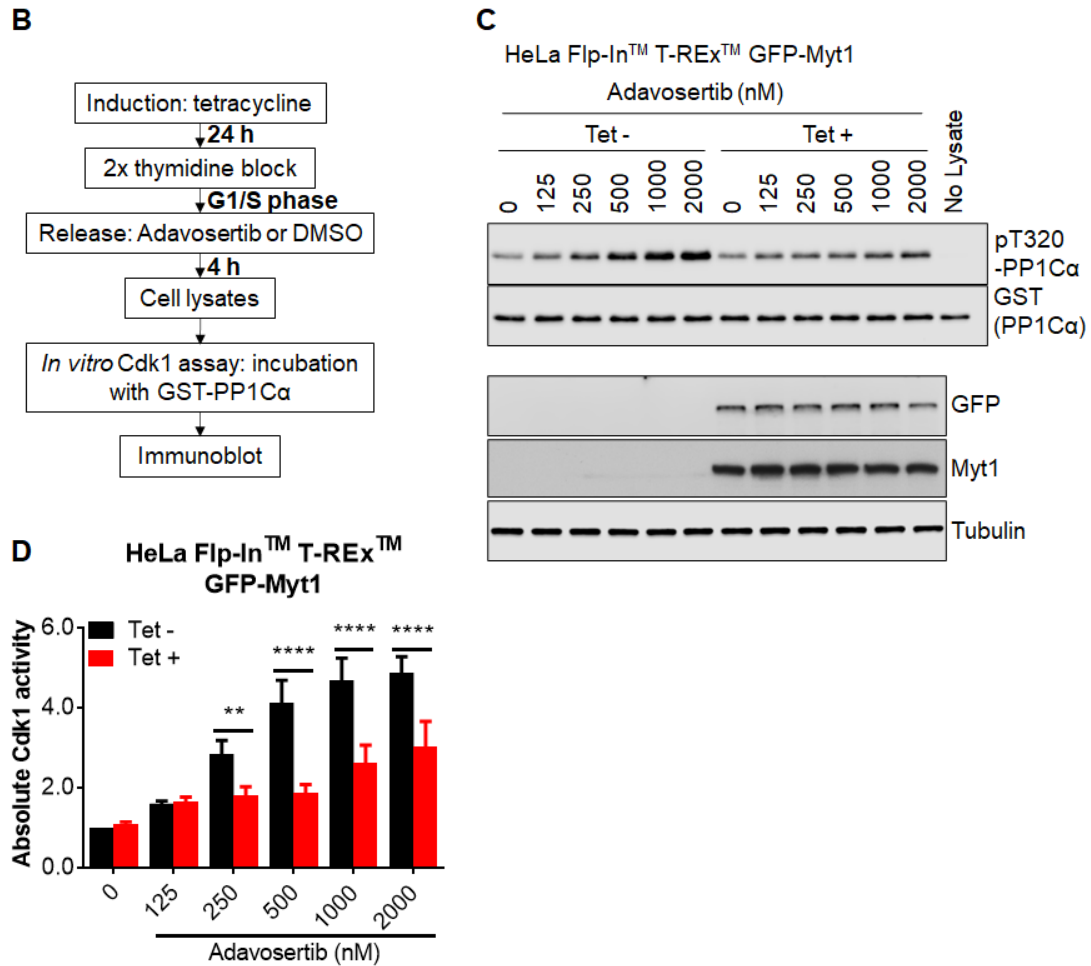 B
Induction: tetracycline
24 h
2x thymidine block
G1/S phase
Release: Adavosertib or DMSO
4 h
Cell lysates
In vitro Cdk1 assay: incubation
with GST-PP1Cα
Immunoblot
C
HeLa Flp-In™ T-REx™ GFP-Myt1
Adavosertib (nM)
Tet - Tet +
0 125 250 500 1000 2000 0 125 250 500 1000 2000 No Lysate
pT320
-PP1Cα
GST
(PP1Cα)
GFP
Myt1
Tubulin
D
HeLa Flp-In™ T-REx™
GFP-Myt1
Absolute Cdk1 activity
6.0
4.0
2.0
0.0
Tet -
Tet +
** **** **** ****
0 125 250 500 1000 2000
Adavosertib (nM)